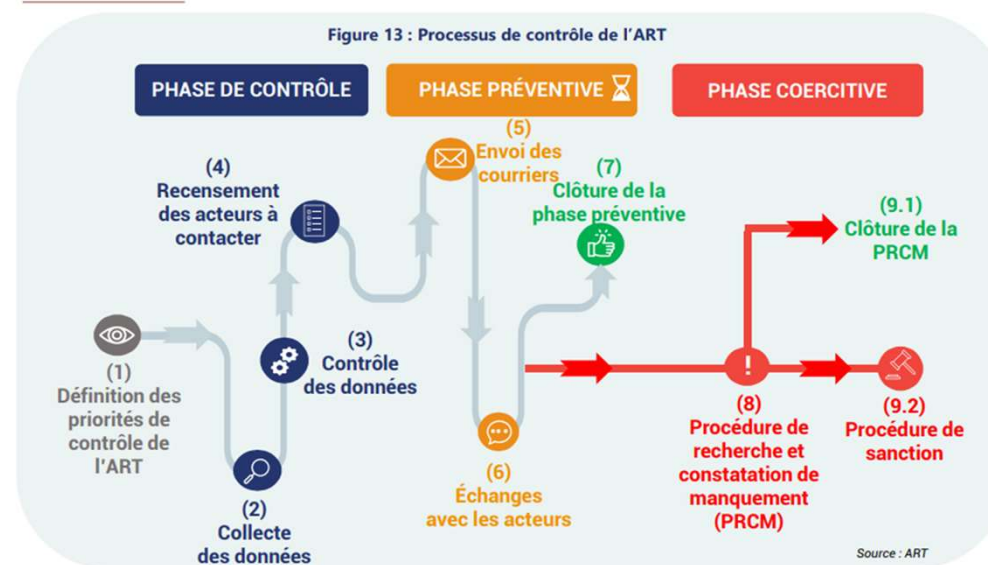 Figure 13 : Processus de contrôle de l'ART
PHASE DE CONTRÔLE
PHASE PRÉVENTIVE
PHASE COERCITIVE
(1)
Définition des
priorités de
contrôle de
l'ART
(2)
Collecte
des données
(3)
Contrôle
des données
(4)
Recensement
des acteurs à
contacter
(5)
Envoi des
courriers
(6)
Échanges
avec les acteurs
(7)
Clôture de la
phase préventive
(8)
Procédure de
recherche et
constatation de
manquement
(PRCM)
!
(9.1)
Clôture de la
PRCM
(9.2)
Procédure de
sanction
Source : ART